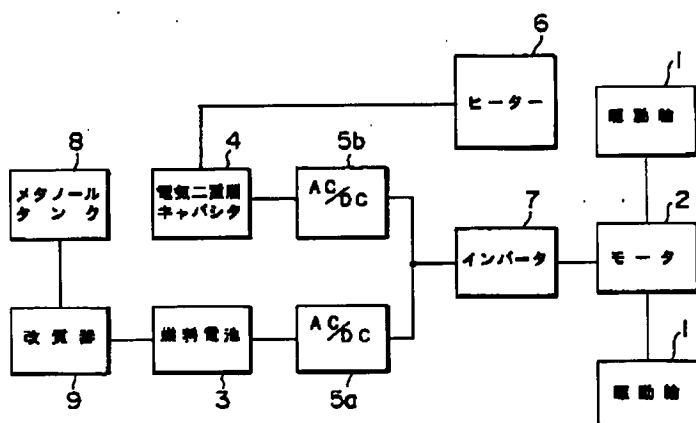 6
ヒーター
1
駆動輪
8
メタノール
タンク
4
電気二重層
キャパシタ
5b
AC/DC
7
インバータ
2
モータ
改質器
9
燃料電池
3
AC/DC
5a
1
駆動輪